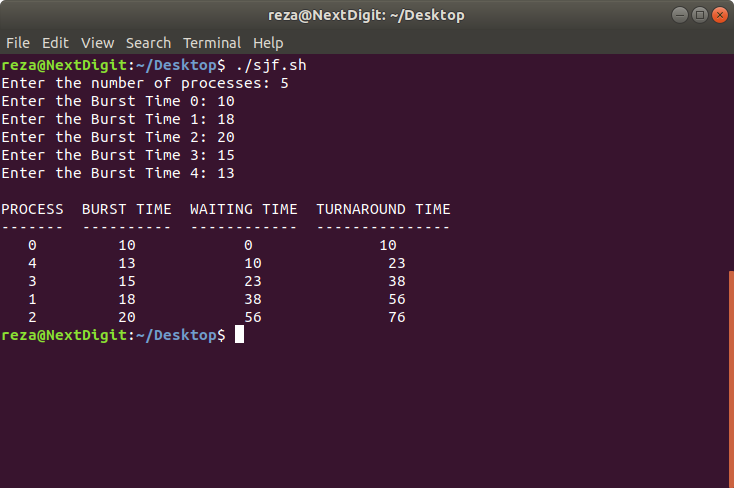 reza@NextDigit: ~/Desktop
File Edit View Search Terminal Help
reza@NextDigit:~/Desktop$ ./sjf.sh
Enter the number of processes: 5
Enter the Burst Time 0: 10
Enter the Burst Time 1: 18
Enter the Burst Time 2: 20
Enter the Burst Time 3: 15
Enter the Burst Time 4: 13
PROCESS  BURST TIME  WAITING TIME  TURNAROUND TIME
-------  ----------  ------------  ---------------
   0         10            0              10
   4         13            10              23
   3         15            23              38
   1         18            38              56
   2         20            56              76
reza@NextDigit:~/Desktop$